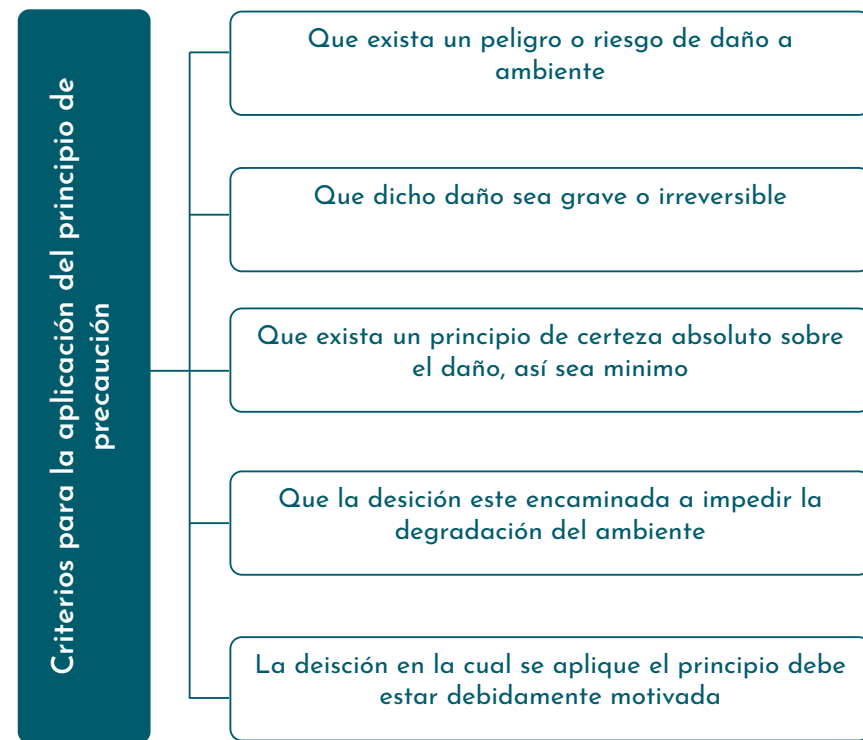 Criterios para la aplicación del principio de
precaución
Que exista un peligro o riesgo de daño a
ambiente
Que dicho daño sea grave o irreversible
Que exista un principio de certeza absoluto sobre
el daño, así sea minimo
Que la desición este encaminada a impedir la
degradación del ambiente
La deisción en la cual se aplique el principio debe
estar debidamente motivada